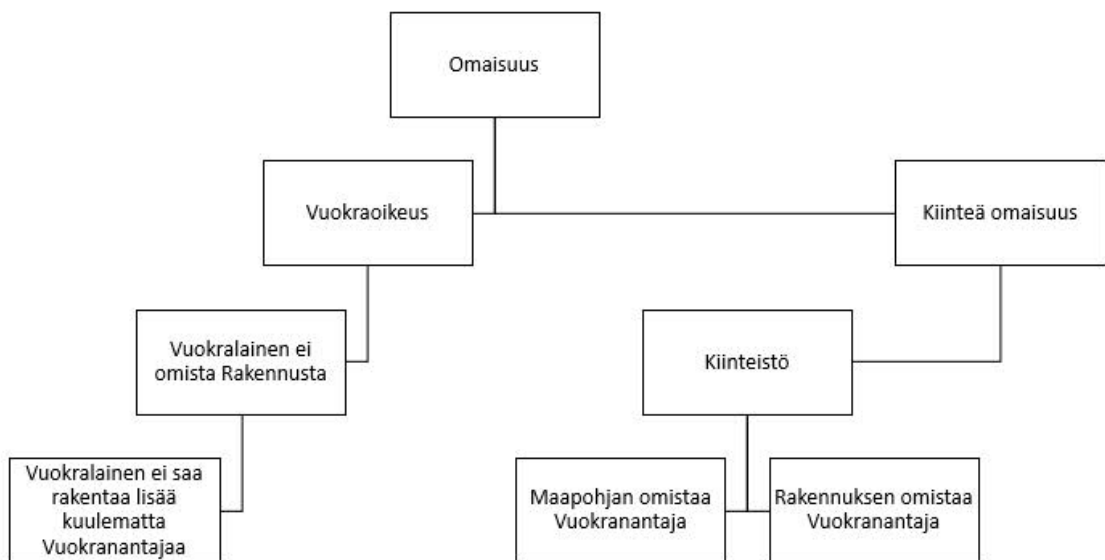 Omaisuus
Vuokraoikeus
Kiinteä omaisuus
Vuokralainen ei
omista Rakennusta
Kiinteistö
Vuokralainen ei saa
rakentaa lisää
kuulematta
Vuokranantajaa
Maapohjan omistaa
Vuokranantaja
Rakennuksen omistaa
Vuokranantaja